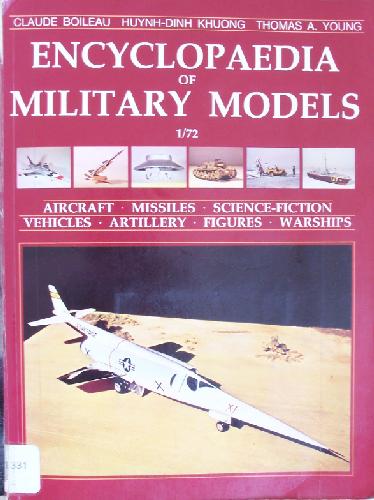 CLAUDE BOILEAU HUYNH-DINH KHUONG THOMAS A. YOUNG
ENCYCLOPAEDIA
OF
MILITARY MODELS
1/72
AIRCRAFT · MISSILES · SCIENCE-FICTION
VEHICLES · ARTILLERY · FIGURES · WARSHIPS
X
X
1331